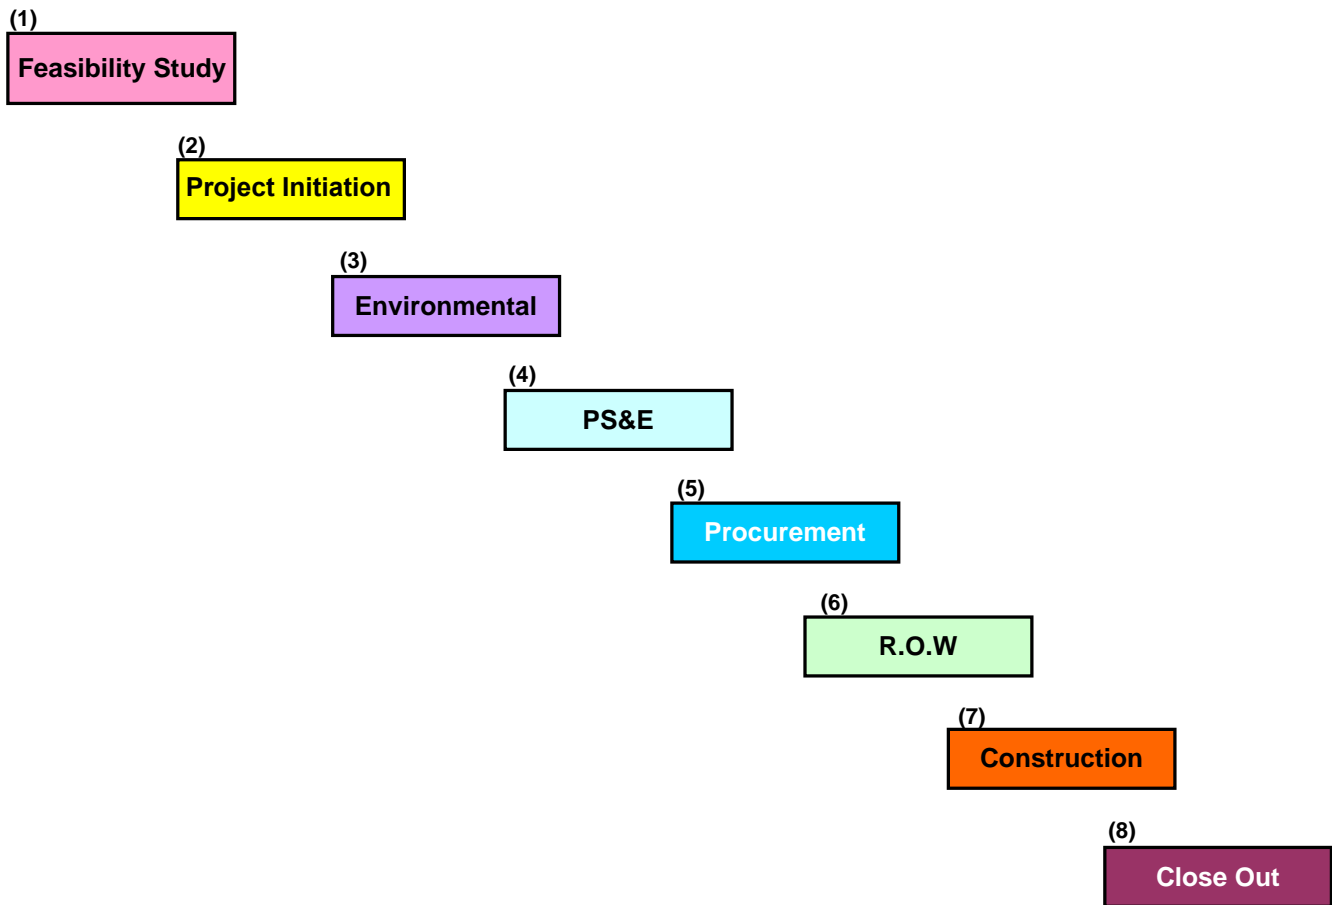 (1)
Feasibility Study
(2)
Project Initiation
(3)
Environmental
(4)
PS&E
(5)
Procurement
(6)
R.O.W
(7)
Construction
(8)
Close Out